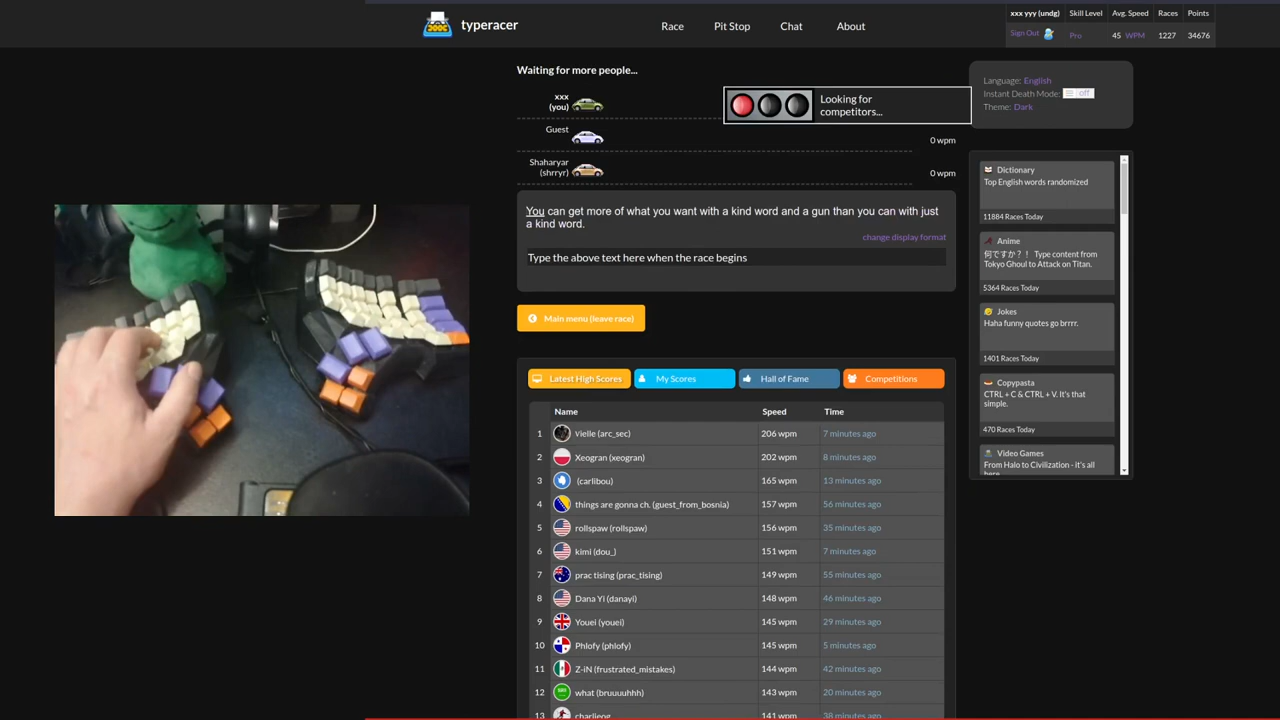 typeracer
Race
Pit Stop
Chat
About
xxx yyy (undg)
Skill Level
Avg. Speed
Races
Points
Sign Out
Pro
45 WPM
1227
34676
Waiting for more people...
xxx
(you)
Looking for
competitors...
Guest
0 wpm
Shaharyar
(shrryr)
0 wpm
You can get more of what you want with a kind word and a gun than you can with just
a kind word.
change display format
Type the above text here when the race begins
Main menu (leave race)
Language: English
Instant Death Mode: off
Theme: Dark
Dictionary
Top English words randomized
11884 Races Today
Anime
何ですか？！ Type content from
Tokyo Ghoul to Attack on Titan.
5364 Races Today
Jokes
Haha funny quotes go brrrr.
1401 Races Today
Copypasta
CTRL + C & CTRL + V. It's that
simple.
470 Races Today
Video Games
From Halo to Civilization - it's all
here
Latest High Scores
My Scores
Hall of Fame
Competitions
Name Speed Time
1 Vielle (arc_sec) 206 wpm 7 minutes ago
2 Xeogran (xeogran) 202 wpm 8 minutes ago
3 (carlibou) 165 wpm 13 minutes ago
4 things are gonna ch. (guest_from_bosnia) 157 wpm 56 minutes ago
5 rollspaw (rollspaw) 156 wpm 35 minutes ago
6 kimi (dou_) 151 wpm 7 minutes ago
7 prac tising (prac_tising) 149 wpm 55 minutes ago
8 Dana Yi (danayi) 148 wpm 46 minutes ago
9 Youei (youei) 145 wpm 29 minutes ago
10 Phlofy (phlofy) 145 wpm 5 minutes ago
11 Z-iN (frustrated_mistakes) 144 wpm 42 minutes ago
12 what (bruuuuhhh) 143 wpm 20 minutes ago
13 charlieog 141 wpm 38 minutes ago